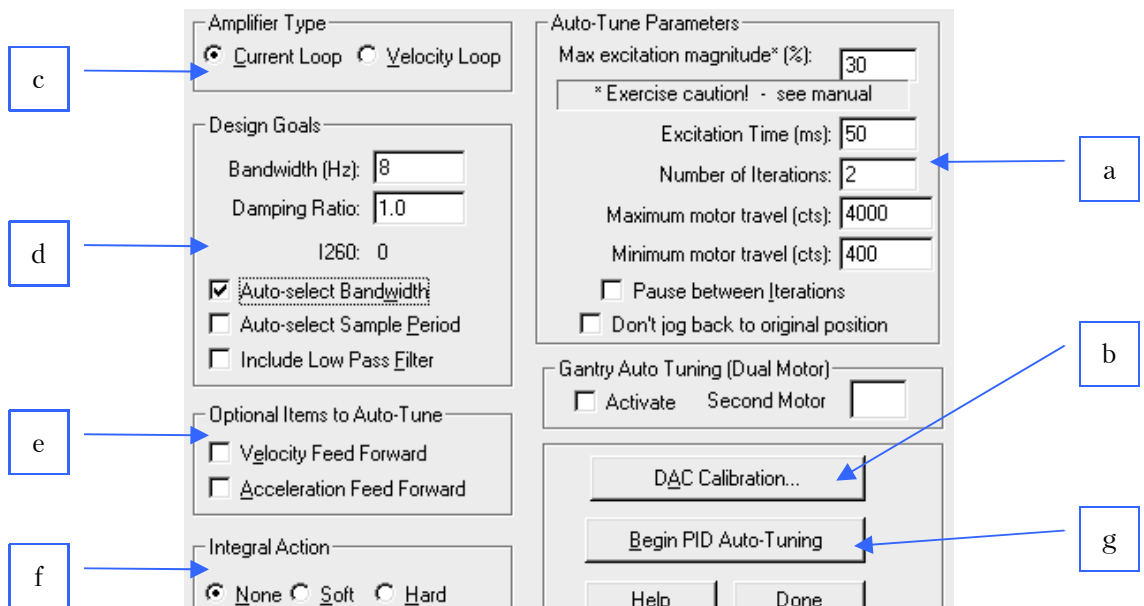 c
Amplifier Type
Current Loop
Velocity Loop
d
Design Goals
Bandwidth (Hz): 8
Damping Ratio: 1.0
I260: 0
Auto-select Bandwidth
Auto-select Sample Period
Include Low Pass Filter
e
Optional Items to Auto-Tune
Velocity Feed Forward
Acceleration Feed Forward
f
Integral Action
None
Soft
Hard
Auto-Tune Parameters
Max excitation magnitude* (%): 30
* Exercise caution! - see manual
Excitation Time (ms): 50
Number of Iterations: 2
Maximum motor travel (cts): 4000
Minimum motor travel (cts): 400
Pause between Iterations
Don't jog back to original position
a
Gantry Auto Tuning (Dual Motor)
Activate
Second Motor
b
DAC Calibration...
Begin PID Auto-Tuning
g
Help
Done